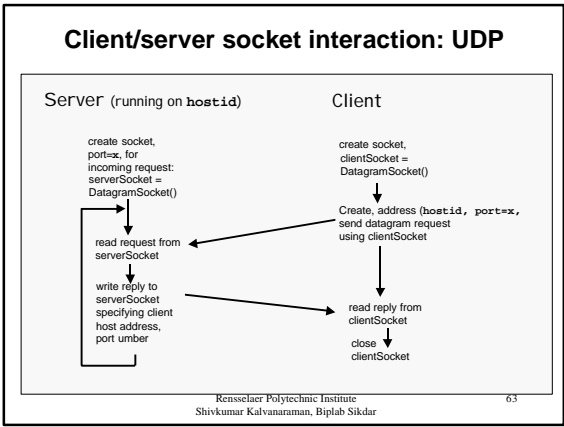 Client/server socket interaction: UDP
Server (running on hostid)
create socket,
port=x, for
incoming request:
serverSocket =
DatagramSocket()
read request from
serverSocket
write reply to
serverSocket
specifying client
host address,
port umber
Client
create socket,
clientSocket =
DatagramSocket()
Create, address (hostid, port=x,
send datagram request
using clientSocket
read reply from
clientSocket
close
clientSocket
Rensselaer Polytechnic Institute
63
Shivkumar Kalvanaraman, Biplab Sikdar